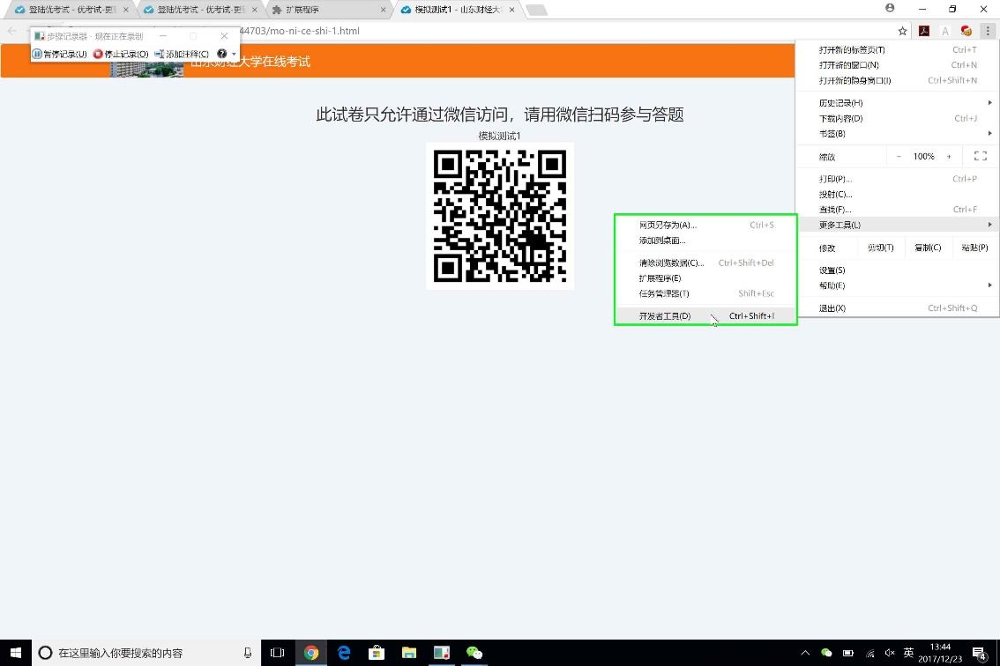 登陆优考试 - 优考试-更
登陆优考试 - 优考试-更
扩展程序
模拟测试1 - 山东财经大
步骤记录器 - 现在正在录制
44703/mo-ni-ce-shi-1.html
暂停记录(U) 停止记录(O) 添加注释(C)
山东财经大学在线考试
此试卷只允许通过微信访问，请用微信扫码参与答题
模拟测试1
打开新的标签页(T) Ctrl+T
打开新的窗口(N) Ctrl+N
打开新的隐身窗口(I) Ctrl+Shift+N
历史记录(H)
下载内容(D) Ctrl+J
书签(B)
缩放 − 100% +
打印(P)... Ctrl+P
投射(C)...
查找(F)... Ctrl+F
更多工具(L)
修改 剪切(T) 复制(C) 粘贴(P)
设置(S)
帮助(E)
退出(X) Ctrl+Shift+Q
网页另存为(A)... Ctrl+S
添加到桌面...
清除浏览数据(C)... Ctrl+Shift+Del
扩展程序(E)
任务管理器(T) Shift+Esc
开发者工具(D) Ctrl+Shift+I
在这里输入你要搜索的内容
英
13:44
2017/12/23
4